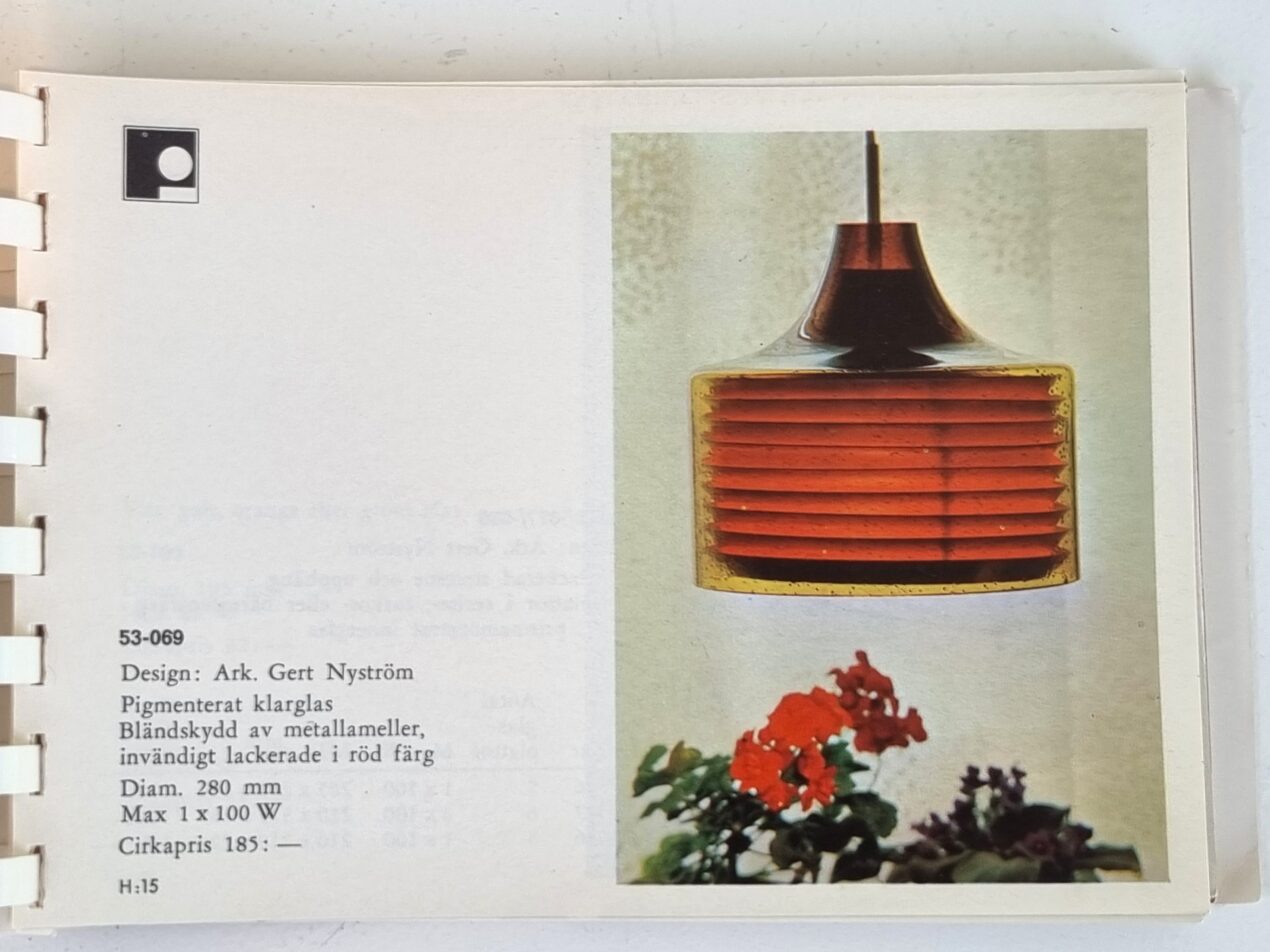 53-069
Design: Ark. Gert Nyström
Pigmenterat klarglas
Bländskydd av metallameller,
invändigt lackerade i röd färg
Diam. 280 mm
Max 1 x 100 W
Cirkapris 185: —
H:15